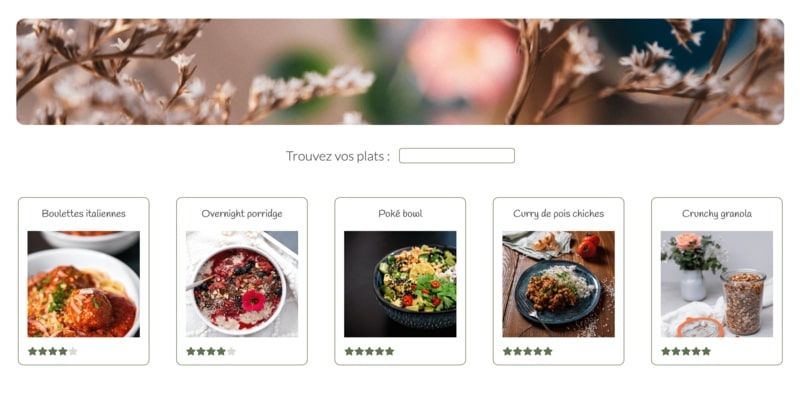 Trouvez vos plats :
Boulettes italiennes
Overnight porridge
Poké bowl
Curry de pois chiches
Crunchy granola